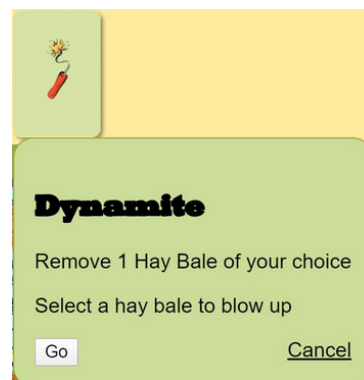 Dynamite
Remove 1 Hay Bale of your choice
Select a hay bale to blow up
Go
Cancel